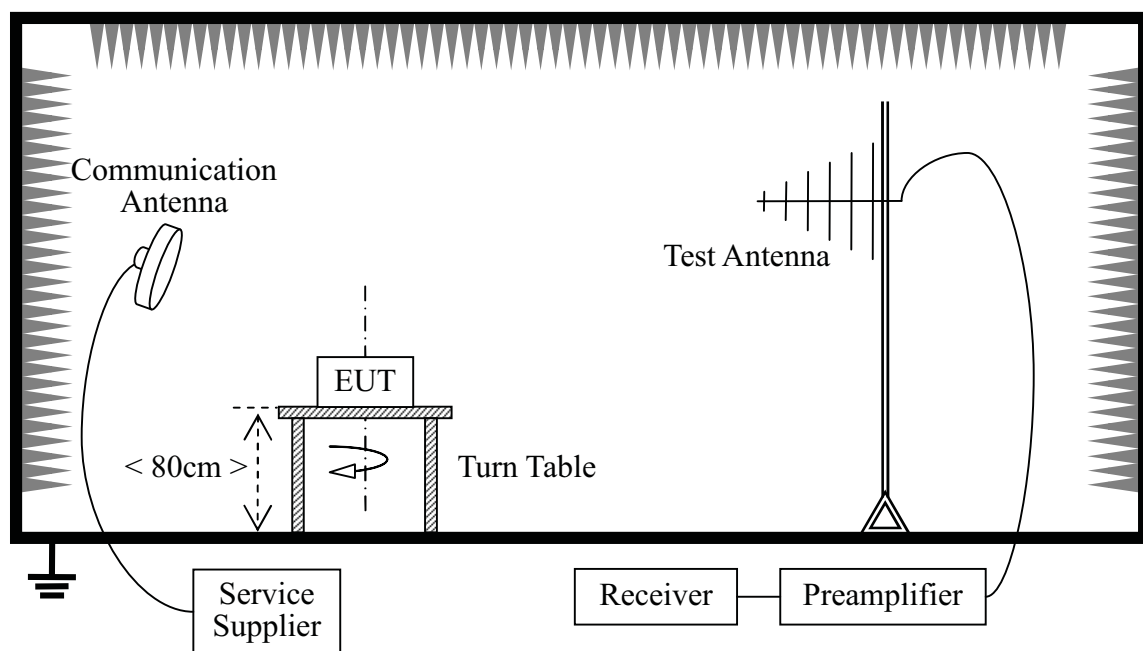 Communication
Antenna
Test Antenna
EUT
< 80cm >
Turn Table
Service
Supplier
Receiver
Preamplifier